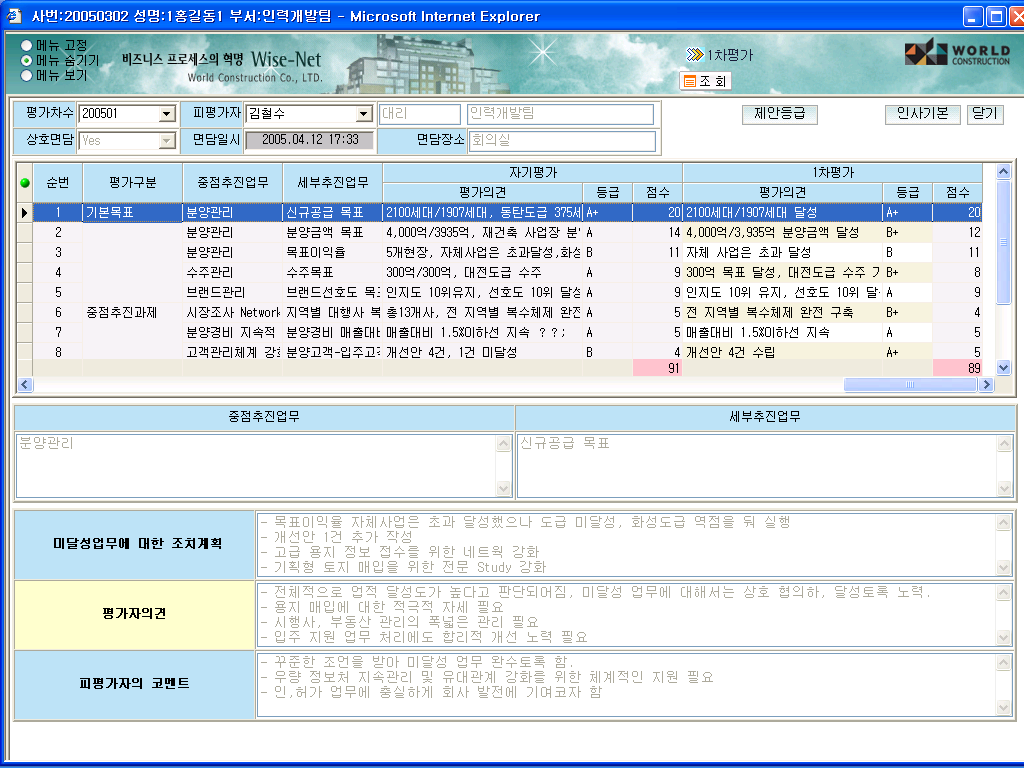 사번:20050302 성명:1홍길동1 부서:인력개발팀 - Microsoft Internet Explorer
메뉴 고정
메뉴 숨기기
메뉴 보기
비즈니스 프로세스의 혁명 Wise-Net
World Construction Co., LTD.
1차평가
조 회
WORLD
CONSTRUCTION
평가차수 200501 피평가자 김철수 대리 인력개발팀 제안등급 인사기본 닫기
상호면담 Yes 면담일시 2005.04.12 17:33 면담장소 회의실
순번 평가구분 중점추진업무 세부추진업무 자기평가 1차평가
평가의견 등급 점수 평가의견 등급 점수
1 기본목표 분양관리 신규공급 목표 2100세대/1907세대, 동탄도급 375세 A+ 20 2100세대/1907세대 달성 A+ 20
2 분양관리 분양금액 목표 4,000억/3935억, 재건축 사업장 분 A 14 4,000억/3,935억 분양금액 달성 B+ 12
3 분양관리 목표이익율 5개현장, 자체사업은 초과달성,화성 B 11 자체 사업은 초과 달성 B 11
4 수주관리 수주목표 300억/300억, 대전도급 수주 A 9 300억 목표 달성, 대전도급 수주 기 B+ 8
5 브랜드관리 브랜드선호도 목 인지도 10위유지, 선호도 10위 달성 A 9 인지도 10위 유지, 선호도 10위 달 A 9
6 중점추진과제 시장조사 Network 지역별 대행사 복 총13개사, 전 지역별 복수체제 완전 A 5 전 지역별 복수체제 완전 구축 B+ 4
7 분양경비 지속적 분양경비 매출대 매출대비 1.5%이하선 지속 ??; A 5 매출대비 1.5%이하선 지속 A 5
8 고객관리체계 강 분양고객-입주고 개선안 4건, 1건 미달성 B 4 개선안 4건 수립 A+ 5
91 89
중점추진업무 세부추진업무
분양관리 신규공급 목표
미달성업무에 대한 조치계획
- 목표이익율 자체사업은 초과 달성했으나 도급 미달성, 화성도급 역점을 둬 실행
- 개선안 1건 추가 작성
- 고급 용지 정보 접수를 위한 네트웍 강화
- 기획형 토지 매입을 위한 전문 Study 강화
평가자의견
- 전체적으로 업적 달성도가 높다고 판단되어짐, 미달성 업무에 대해서는 상호 협의하, 달성토록 노력.
- 용지 매입에 대한 적극적 자세 필요
- 시행사, 부동산 관리의 폭넓은 관리 필요
- 입주 지원 업무 처리에도 합리적 개선 노력 필요
피평가자의 코멘트
- 꾸준한 조언을 받아 미달성 업무 완수토록 함.
- 우량 정보처 지속관리 및 유대관계 강화를 위한 체계적인 지원 필요
- 인,허가 업무에 충실하게 회사 발전에 기여코자 함